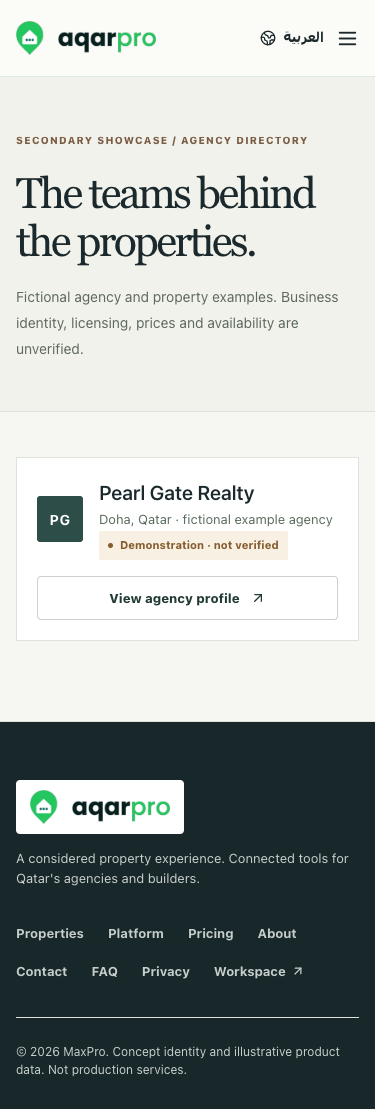 aqarpro
العربية
SECONDARY SHOWCASE / AGENCY DIRECTORY
The teams behind
the properties.
Fictional agency and property examples. Business
identity, licensing, prices and availability are
unverified.
PG
Pearl Gate Realty
Doha, Qatar · fictional example agency
Demonstration · not verified
View agency profile
aqarpro
A considered property experience. Connected tools for
Qatar's agencies and builders.
Properties Platform Pricing About
Contact FAQ Privacy Workspace
© 2026 MaxPro. Concept identity and illustrative product
data. Not production services.